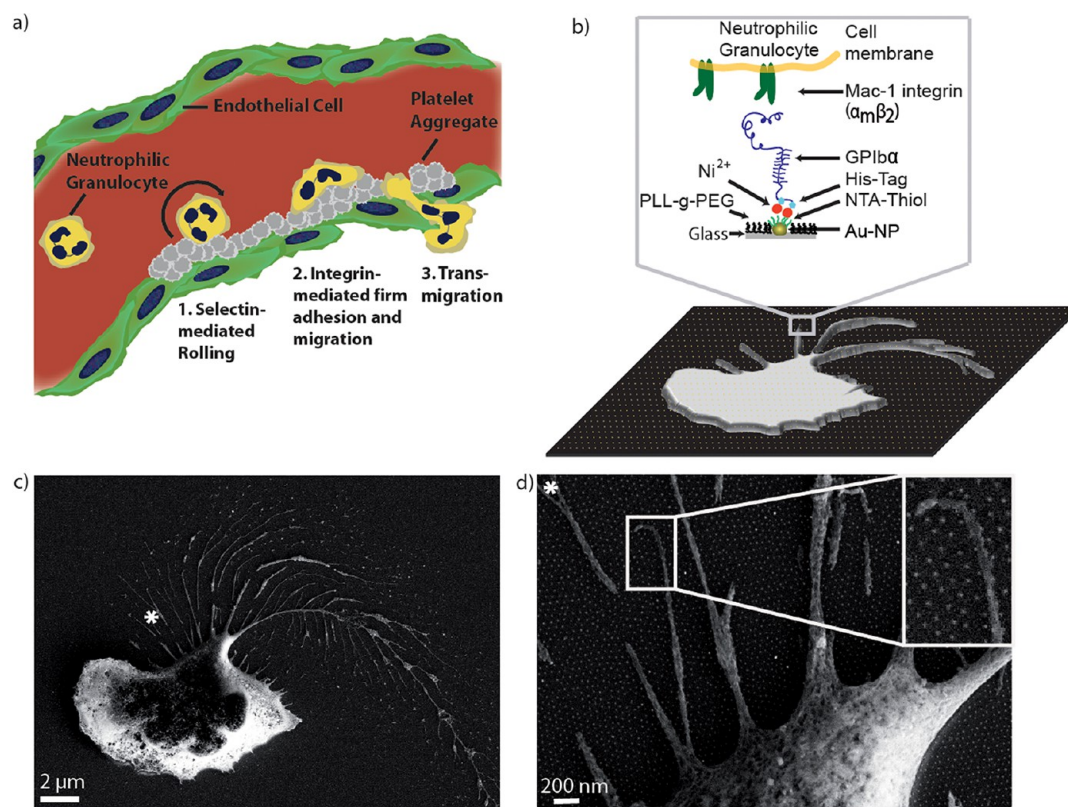 a)
Endothelial Cell
Platelet
Aggregate
Neutrophilic
Granulocyte
1. Selectin-
mediated
Rolling
2. Integrin-
mediated firm
adhesion and
migration
3. Trans-
migration
b)
Neutrophilic
Granulocyte
Cell
membrane
Mac-1 integrin
(αmβ2)
GPIbα
Ni2+
His-Tag
PLL-g-PEG
NTA-Thiol
Glass
Au-NP
c)
*
2 µm
d)
*
200 nm